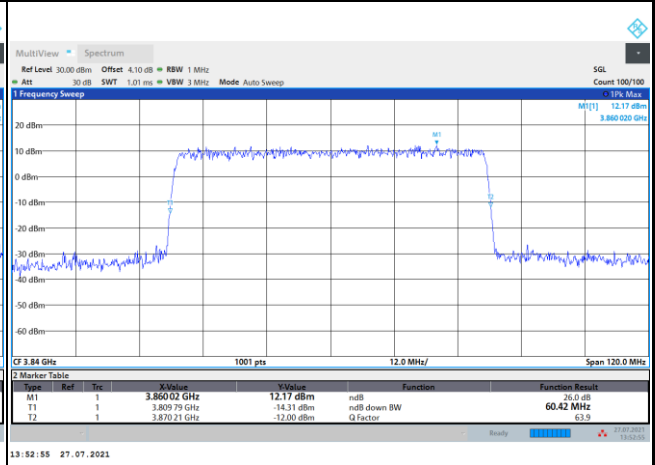 MultiView Spectrum
Ref Level 30.00 dBm Offset 4.10 dB RBW 1 MHz SGL
Att 30 dB SWT 1.01 ms VBW 3 MHz Mode Auto Sweep Count 100/100
1 Frequency Sweep 1Pk Max
M1[1] 12.17 dBm
3.860 020 GHz
20 dBm
M1
10 dBm
0 dBm
-10 dBm
T1 T2
-20 dBm
-30 dBm
-40 dBm
-50 dBm
-60 dBm
CF 3.84 GHz 1001 pts 12.0 MHz/ Span 120.0 MHz
2 Marker Table
Type Ref Trc X-Value Y-Value Function Function Result
M1 1 3.860 02 GHz 12.17 dBm ndB 26.0 dB
T1 1 3.809 79 GHz -14.31 dBm ndB down BW 60.42 MHz
T2 1 3.870 21 GHz -12.00 dBm Q Factor 63.9
Ready 27.07.2021
13:52:55
13:52:55 27.07.2021